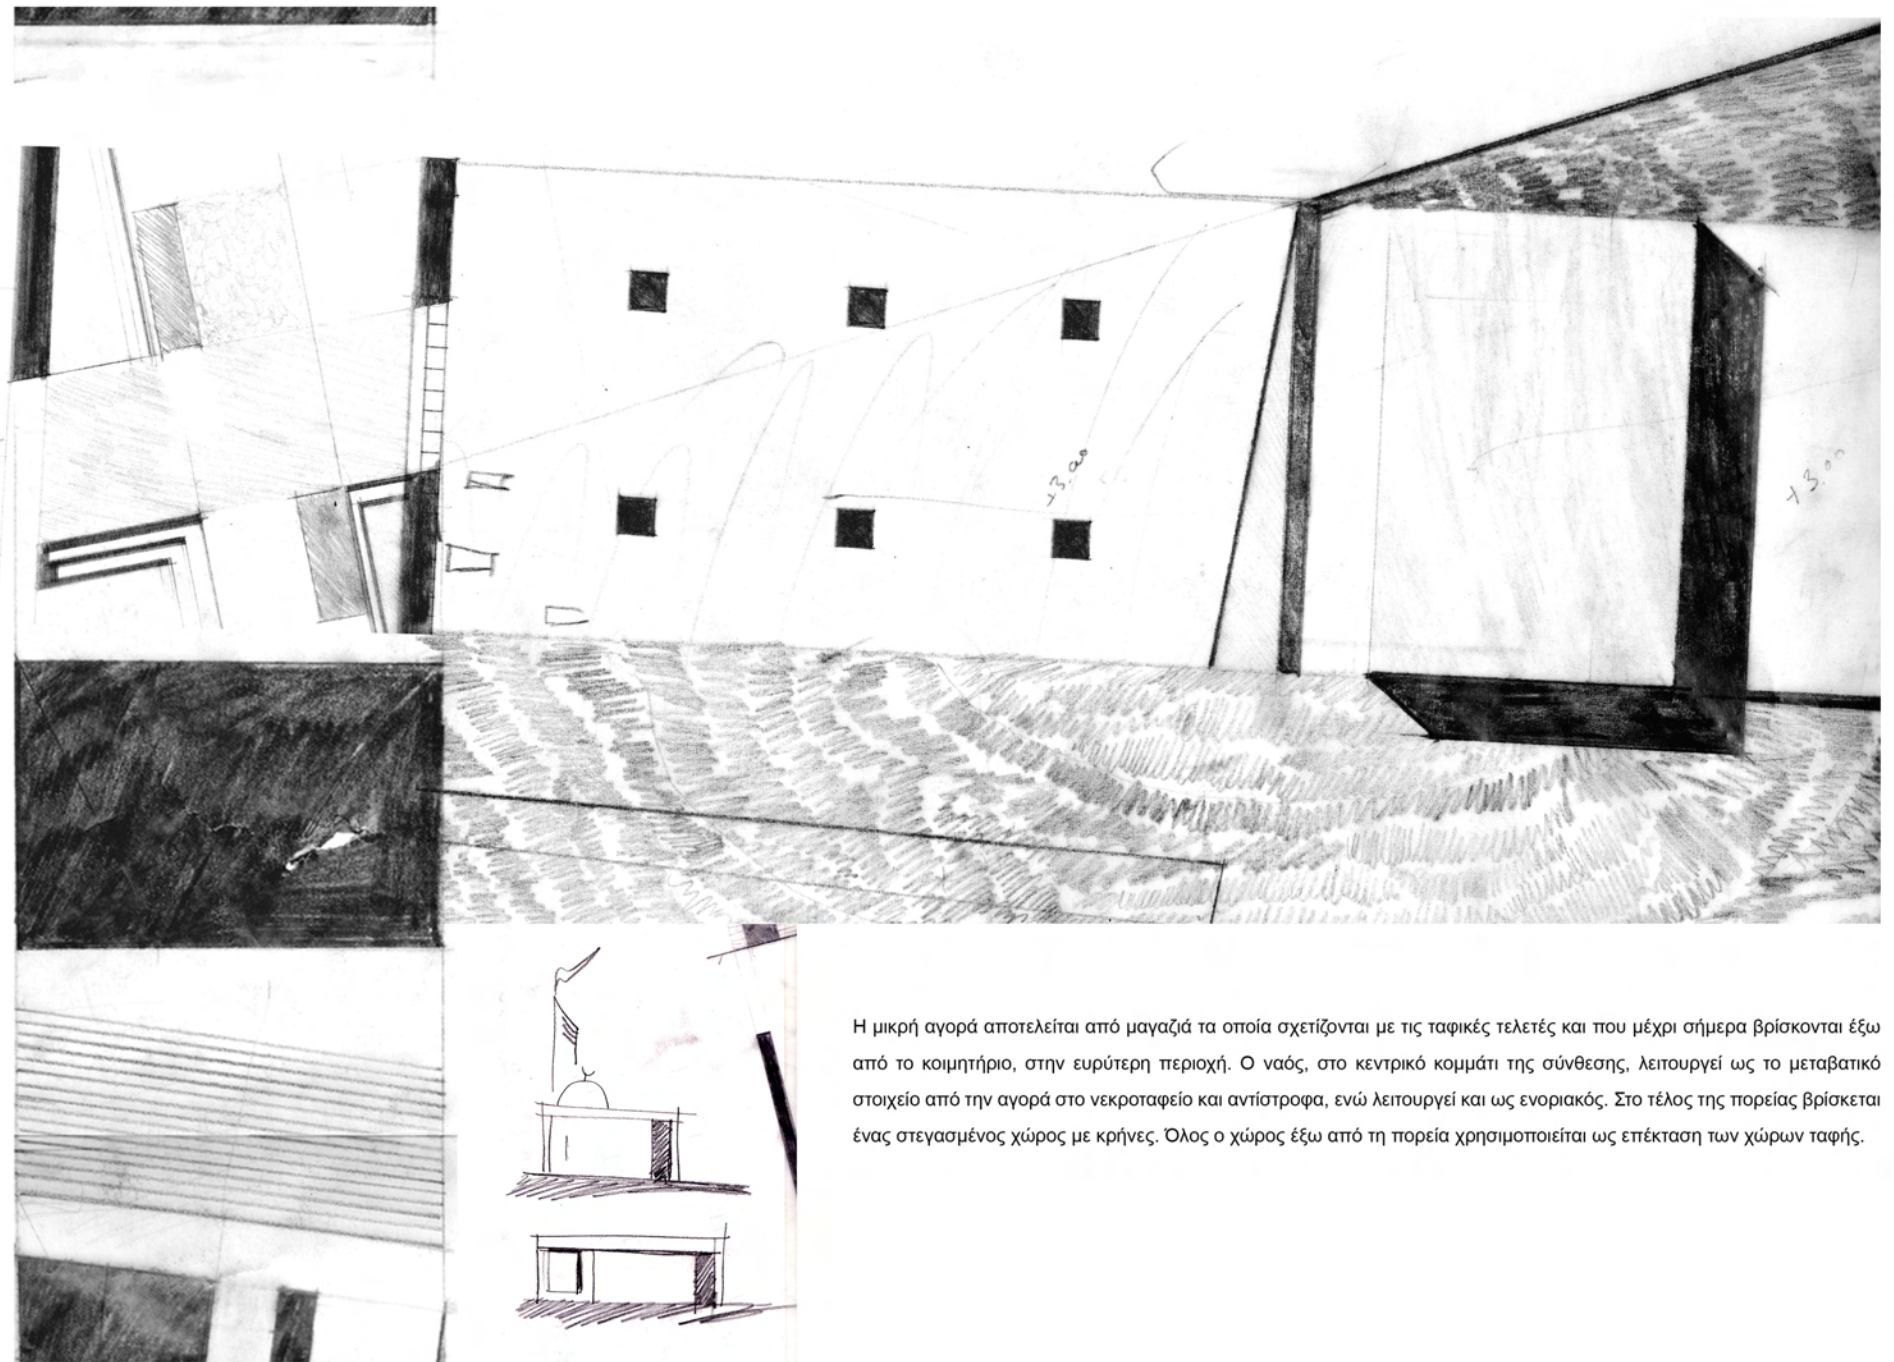 +3.00
+3.00
Η μικρή αγορά αποτελείται από μαγαζιά τα οποία σχετίζονται με τις ταφικές τελετές και που μέχρι σήμερα βρίσκονται έξω
από το κοιμητήριο, στην ευρύτερη περιοχή. Ο ναός, στο κεντρικό κομμάτι της σύνθεσης, λειτουργεί ως το μεταβατικό
στοιχείο από την αγορά στο νεκροταφείο και αντίστροφα, ενώ λειτουργεί και ως ενοριακός. Στο τέλος της πορείας βρίσκεται
ένας στεγασμένος χώρος με κρήνες. Όλος ο χώρος έξω από τη πορεία χρησιμοποιείται ως επέκταση των χώρων ταφής.